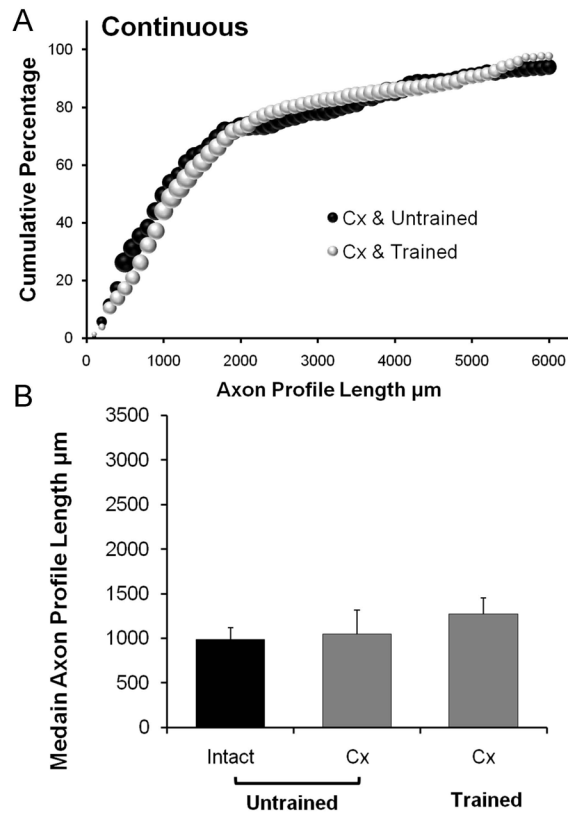 A
Continuous
Cumulative Percentage
100
80
60
40
20
0
Cx & Untrained
Cx & Trained
0 1000 2000 3000 4000 5000 6000
Axon Profile Length µm
B
Medain Axon Profile Length µm
3500
3000
2500
2000
1500
1000
500
0
Intact Cx Cx
Untrained Trained